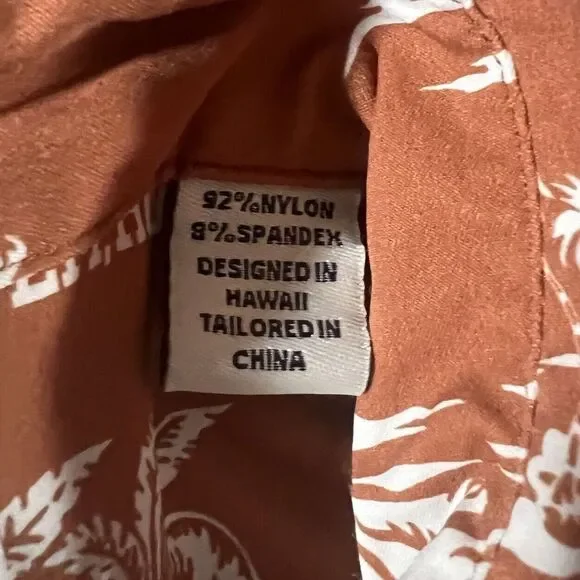 92%NYLON
8%SPANDEX
DESIGNED IN
HAWAII
TAILORED IN
CHINA